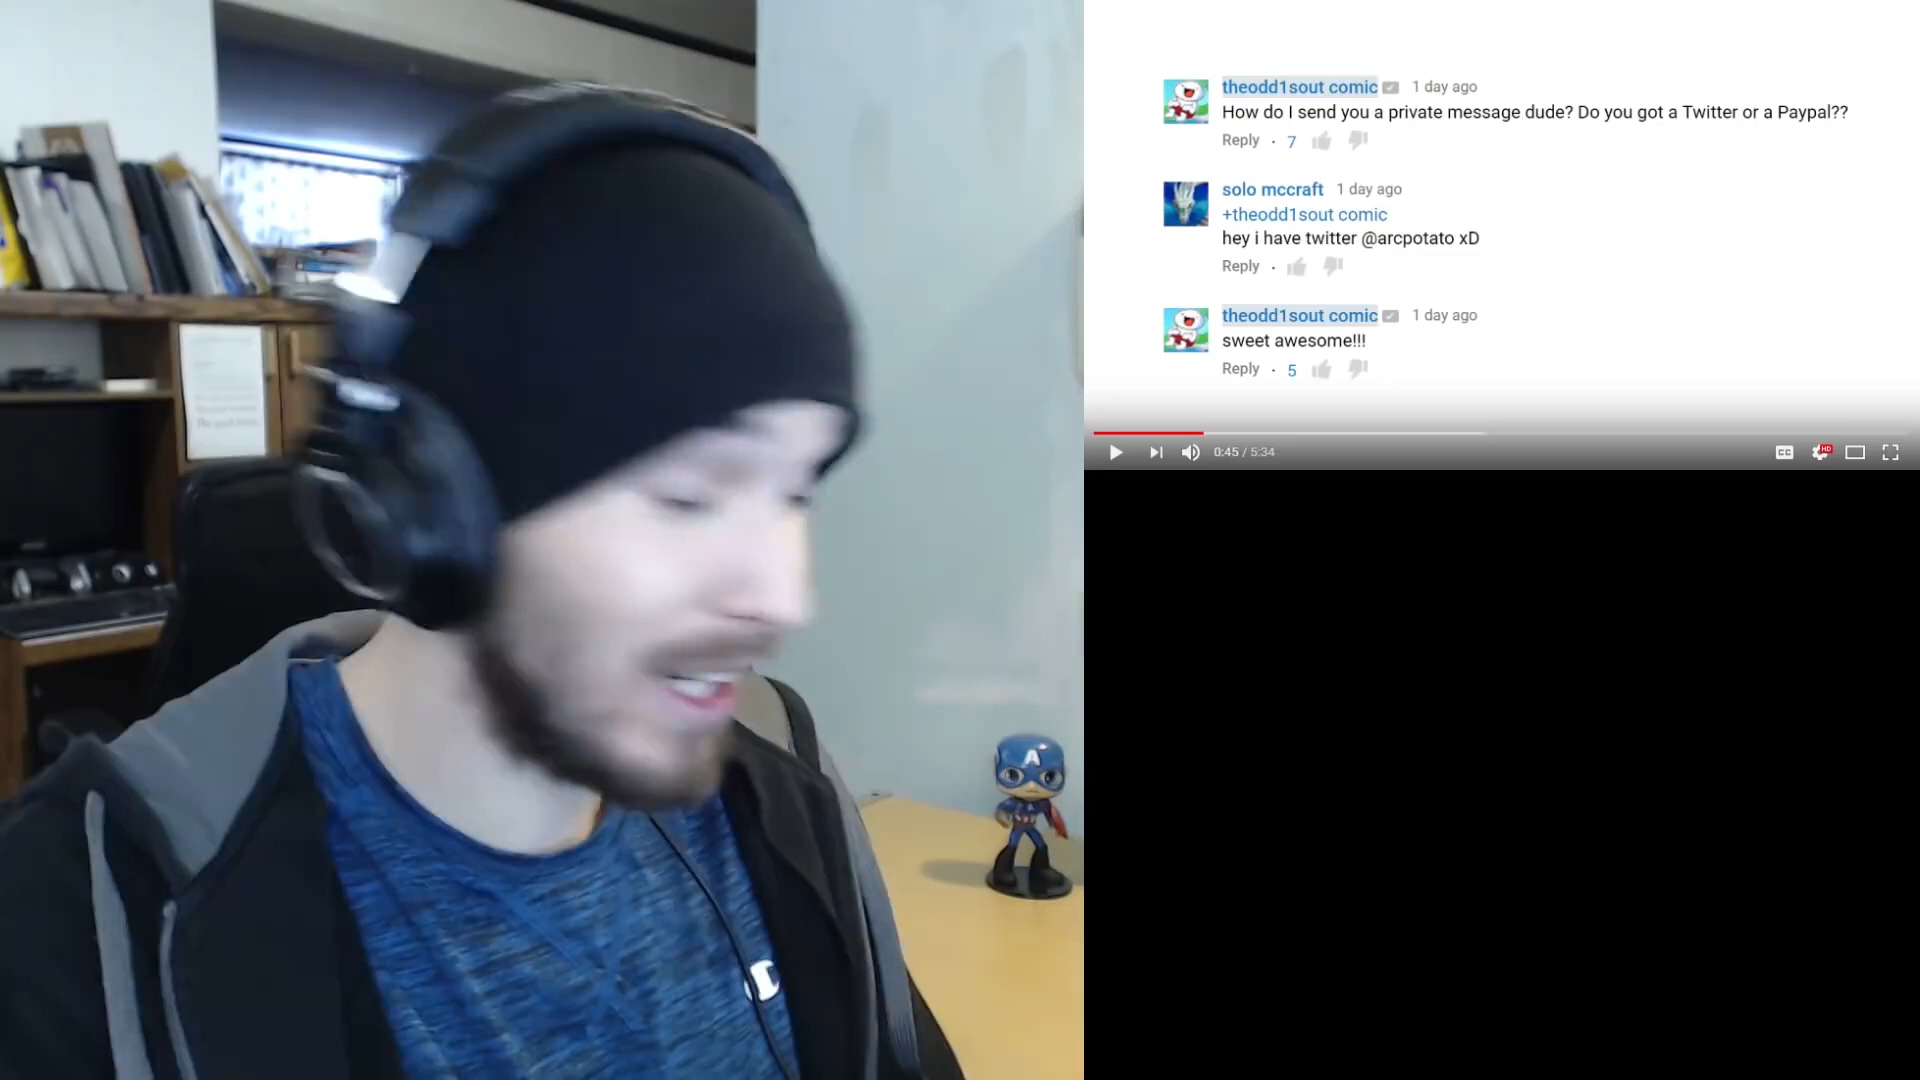 theodd1sout comic 1 day ago
How do I send you a private message dude? Do you got a Twitter or a Paypal??
Reply · 7
solo mccraft 1 day ago
+theodd1sout comic
hey i have twitter @arcpotato xD
Reply ·
theodd1sout comic 1 day ago
sweet awesome!!!
Reply · 5
0:45 / 5:34
CC
HD
A